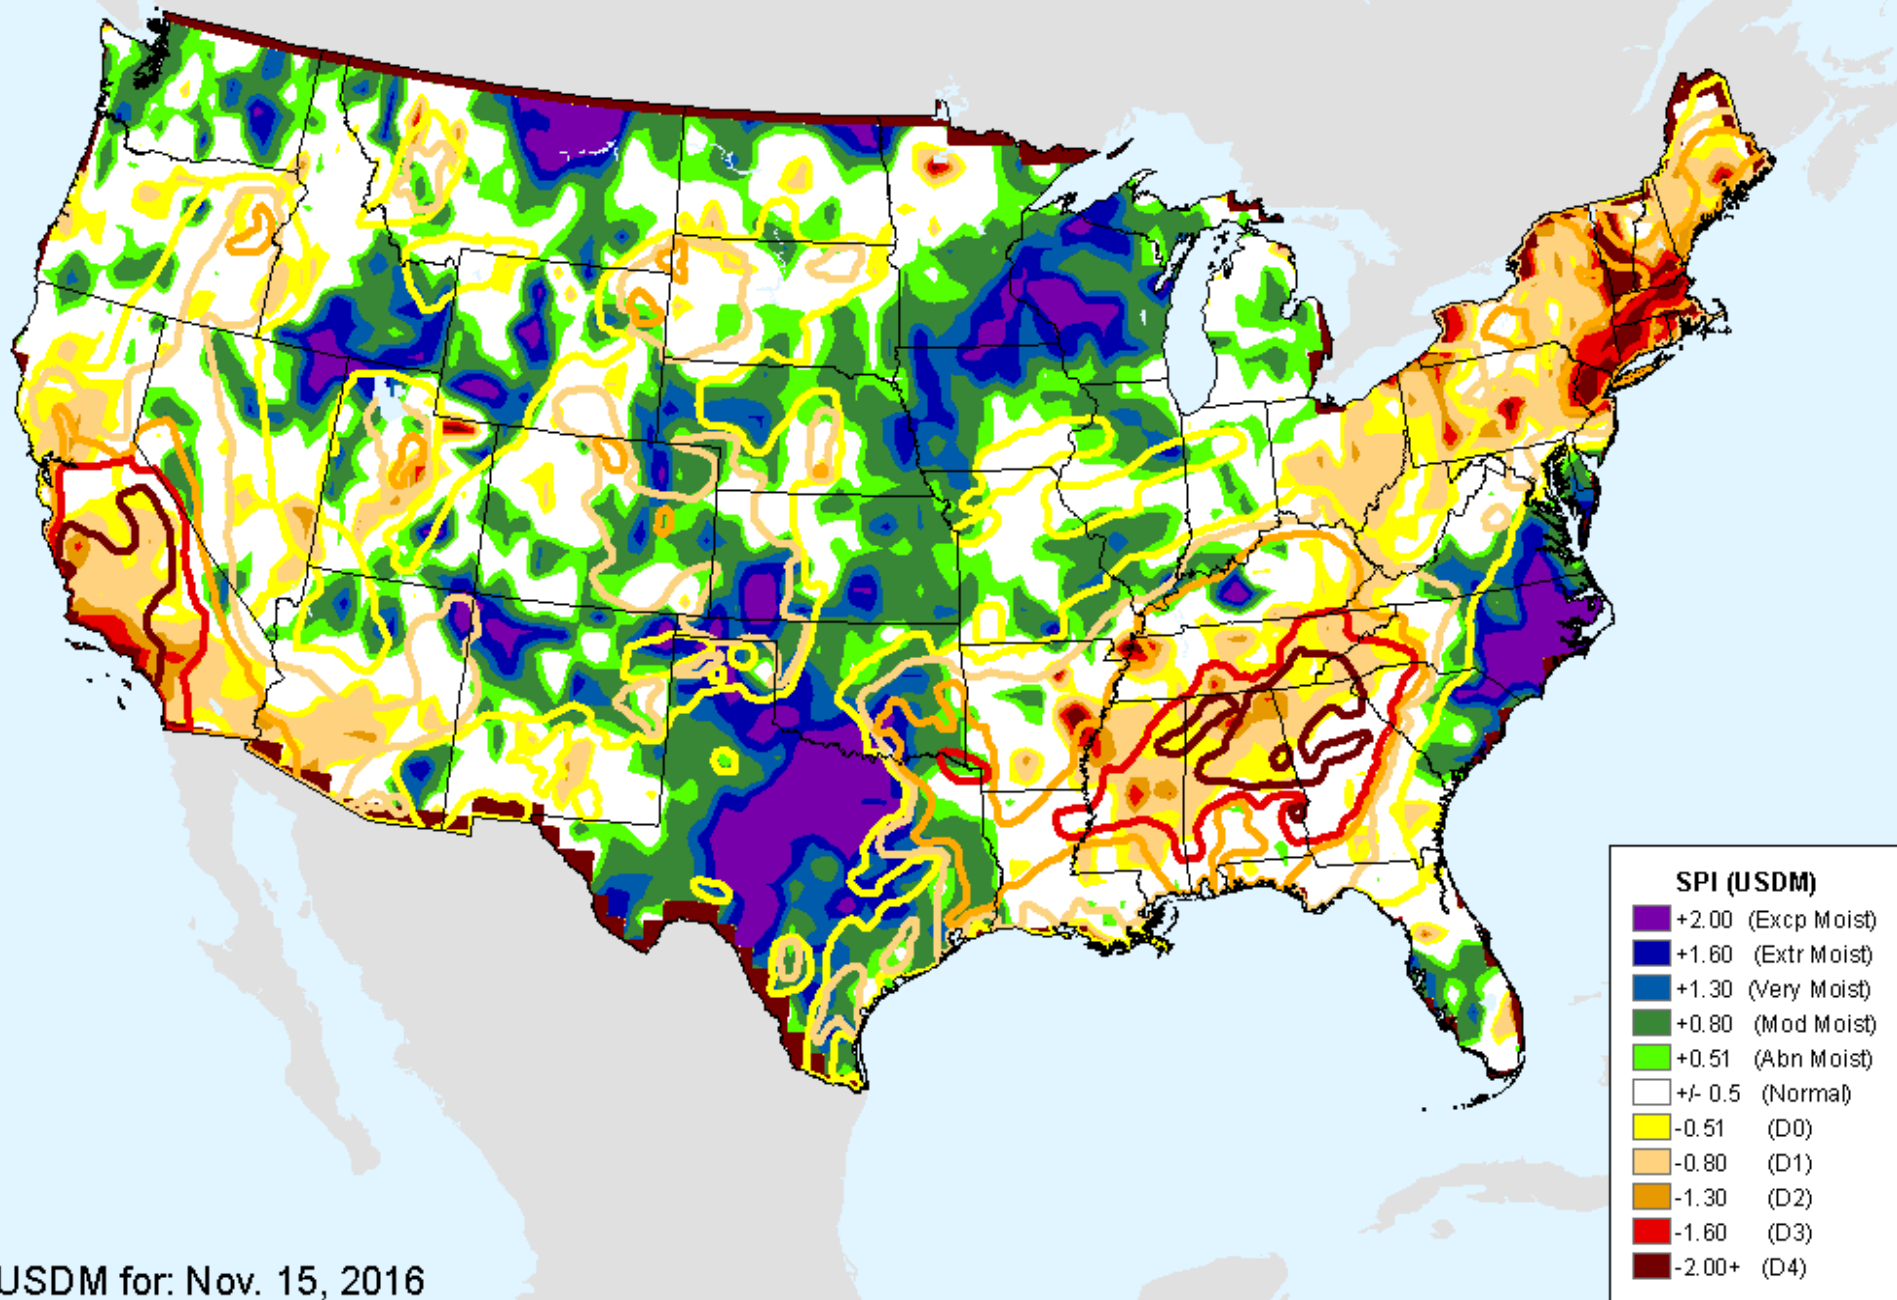 SPI (USDM)
+2.00 (Excp Moist)
+1.60 (Extr Moist)
+1.30 (Very Moist)
+0.80 (Mod Moist)
+0.51 (Abn Moist)
+/- 0.5 (Normal)
-0.51 (D0)
-0.80 (D1)
-1.30 (D2)
-1.60 (D3)
-2.00+ (D4)
USDM for: Nov. 15, 2016